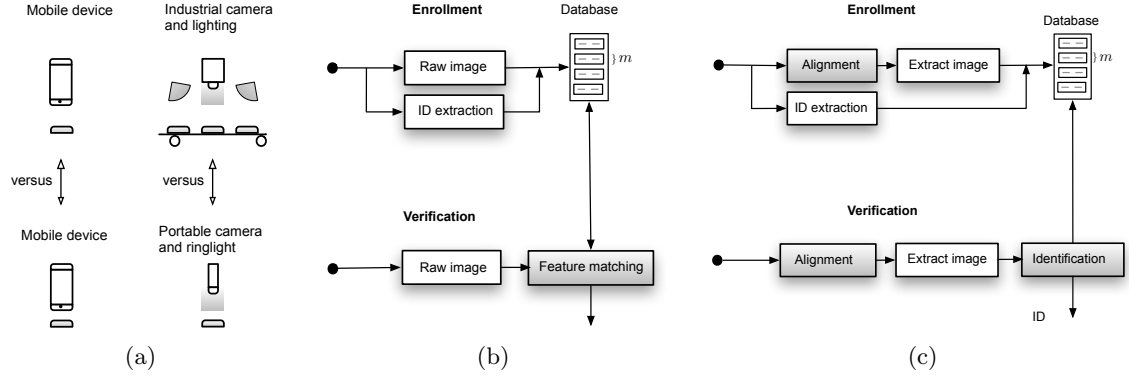 Mobile device
Industrial camera
and lighting
versus
versus
Mobile device
Portable camera
and ringlight
(a)
Enrollment
Database
Raw image
ID extraction
} m
Verification
Raw image
Feature matching
(b)
Enrollment
Database
Alignment
Extract image
ID extraction
} m
Verification
Alignment
Extract image
Identification
ID
(c)